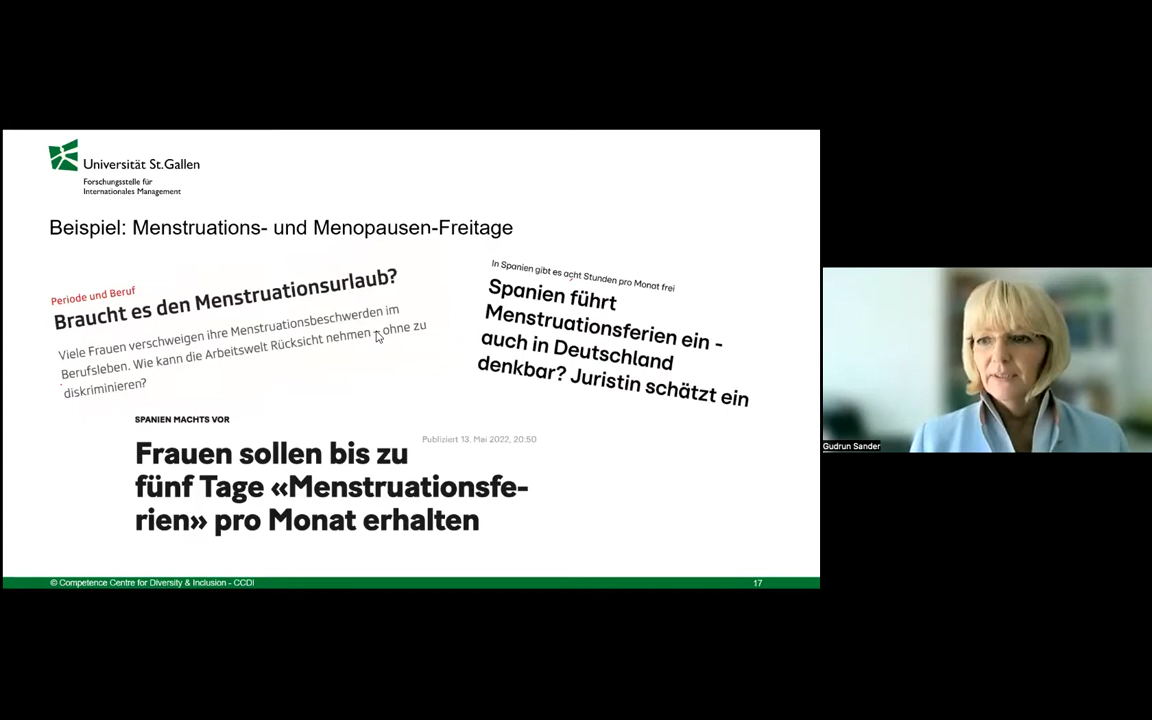 Universität St.Gallen
Forschungsstelle für
Internationales Management
Beispiel: Menstruations- und Menopausen-Freitage
Periode und Beruf
Braucht es den Menstruationsurlaub?
Viele Frauen verschweigen ihre Menstruationsbeschwerden im
Berufsleben. Wie kann die Arbeitswelt Rücksicht nehmen – ohne zu
diskriminieren?
In Spanien gibt es acht Stunden pro Monat frei
Spanien führt
Menstruationsferien ein -
auch in Deutschland
denkbar? Juristin schätzt ein
SPANIEN MACHTS VOR
Publiziert 13. Mai 2022, 20:50
Frauen sollen bis zu
fünf Tage «Menstruationsfe-
rien» pro Monat erhalten
© Competence Centre for Diversity & Inclusion - CCDI
17
Gudrun Sander